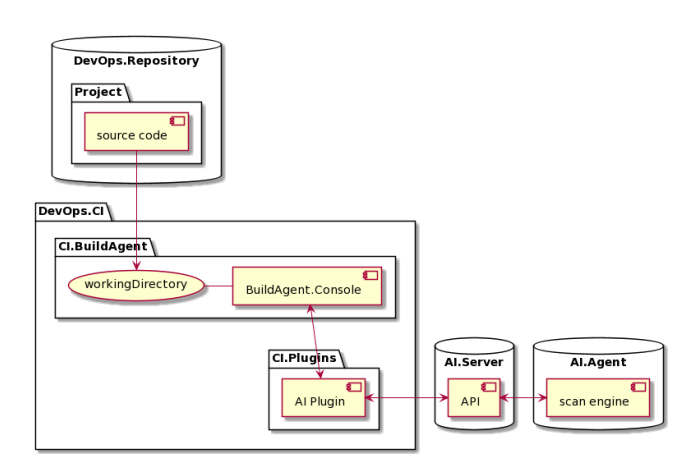 DevOps.Repository
Project
source code
DevOps.CI
CI.BuildAgent
workingDirectory
BuildAgent.Console
CI.Plugins
AI Plugin
AI.Server
API
AI.Agent
scan engine